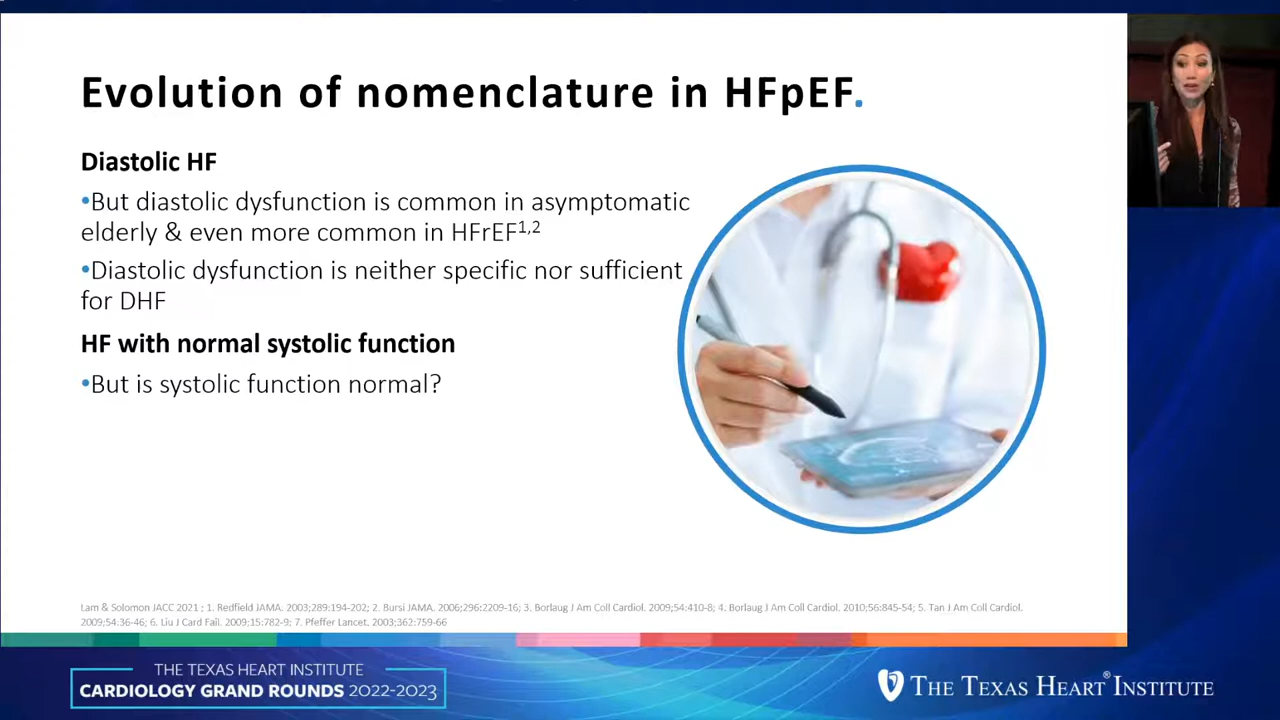 Evolution of nomenclature in HFpEF.
Diastolic HF
•But diastolic dysfunction is common in asymptomatic
elderly & even more common in HFrEF1,2
•Diastolic dysfunction is neither specific nor sufficient
for DHF
HF with normal systolic function
•But is systolic function normal?
Lam & Solomon JACC 2021 ; 1. Redfield JAMA. 2003;289:194-202; 2. Bursi JAMA. 2006;296:2209-16; 3. Borlaug J Am Coll Cardiol. 2009;54:410-8; 4. Borlaug J Am Coll Cardiol. 2010;56:845-54; 5. Tan J Am Coll Cardiol.
2009;54:36-46; 6. Liu J Card Fail. 2009;15:782-9; 7. Pfeffer Lancet. 2003;362:759-66
THE TEXAS HEART INSTITUTE
CARDIOLOGY GRAND ROUNDS 2022-2023
THE TEXAS HEART® INSTITUTE